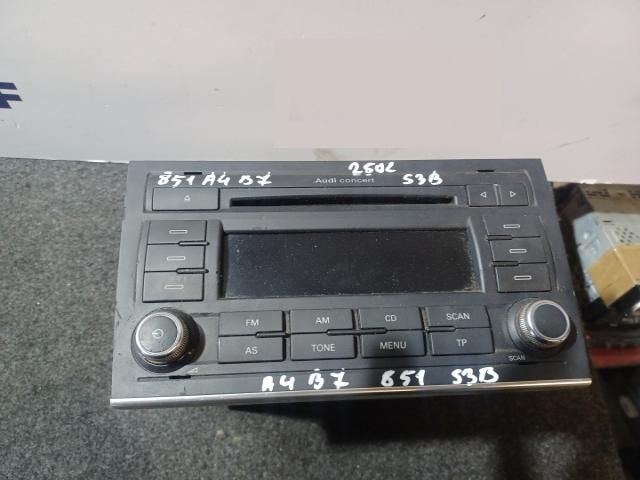 250L
851 A4 B7 Audi concert S3B
FM AM CD SCAN
AS TONE MENU TP
SCAN
A4 B7 851 S3B